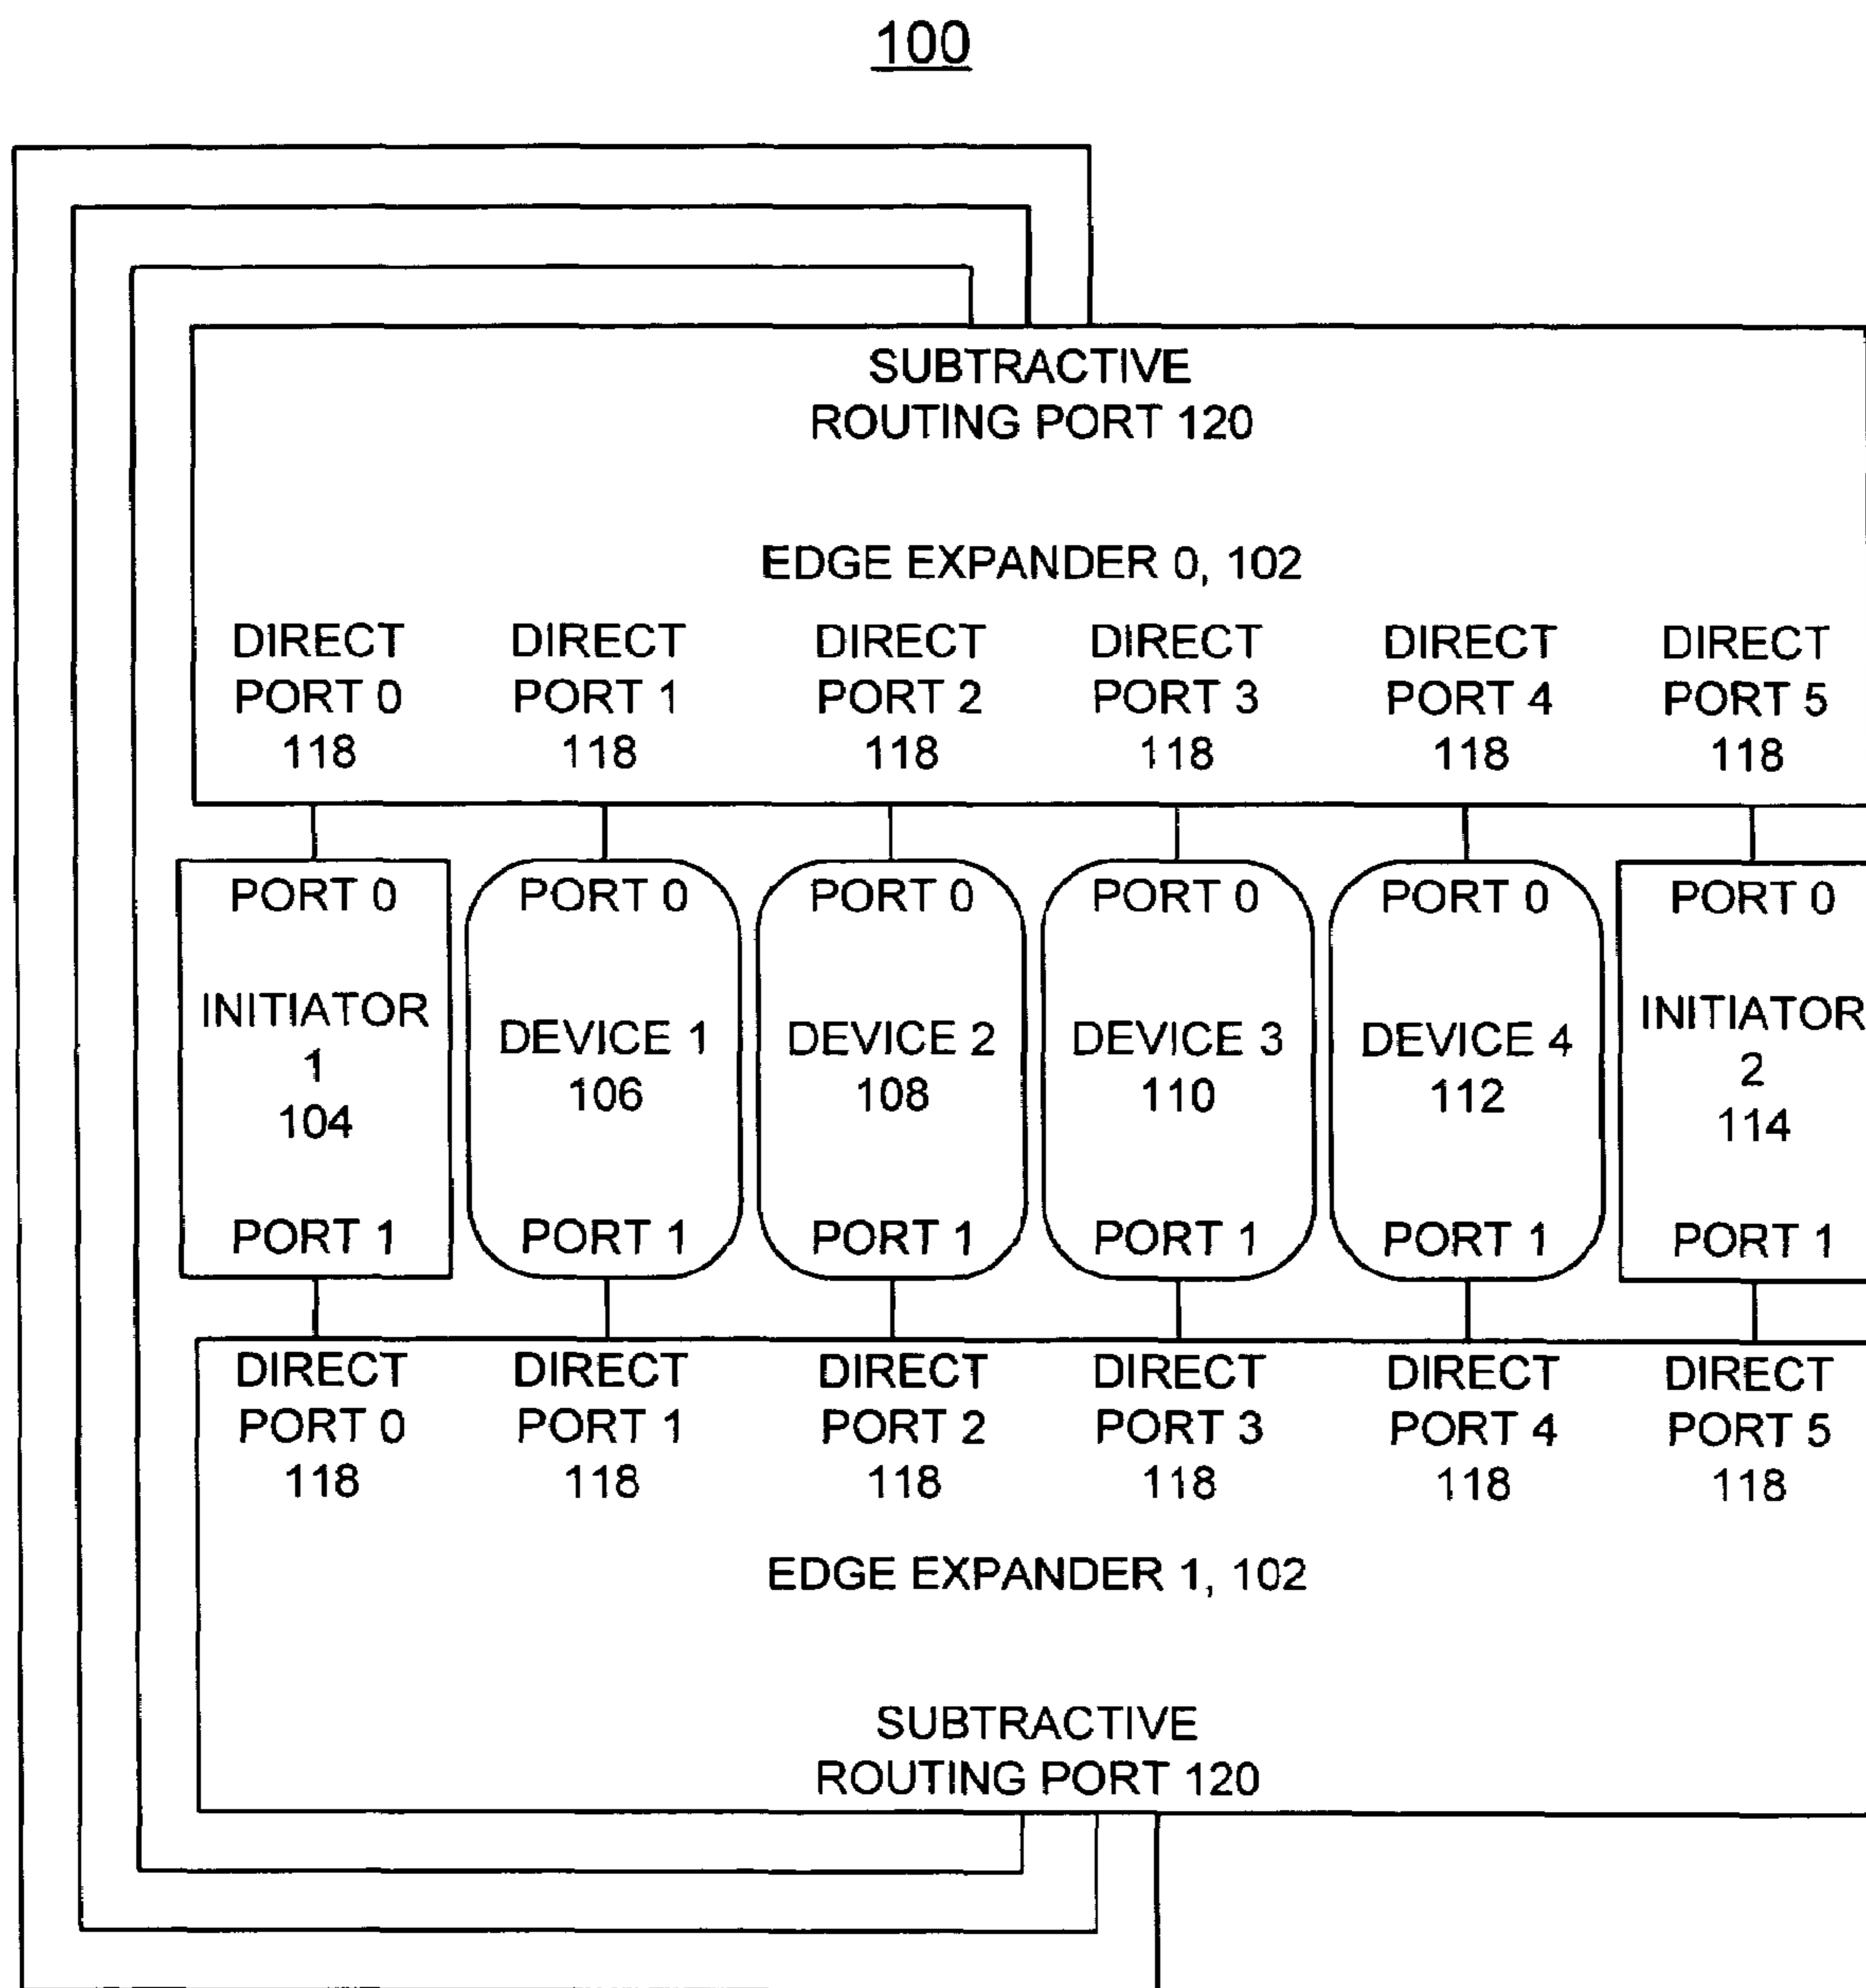 100
SUBTRACTIVE
ROUTING PORT 120
EDGE EXPANDER 0, 102
DIRECT DIRECT DIRECT DIRECT DIRECT DIRECT
PORT 0 PORT 1 PORT 2 PORT 3 PORT 4 PORT 5
118 118 118 118 118 118
PORT 0 PORT 0 PORT 0 PORT 0 PORT 0 PORT 0
INITIATOR
1
104
DEVICE 1
106
DEVICE 2
108
DEVICE 3
110
DEVICE 4
112
INITIATOR
2
114
PORT 1 PORT 1 PORT 1 PORT 1 PORT 1 PORT 1
DIRECT DIRECT DIRECT DIRECT DIRECT DIRECT
PORT 0 PORT 1 PORT 2 PORT 3 PORT 4 PORT 5
118 118 118 118 118 118
EDGE EXPANDER 1, 102
SUBTRACTIVE
ROUTING PORT 120